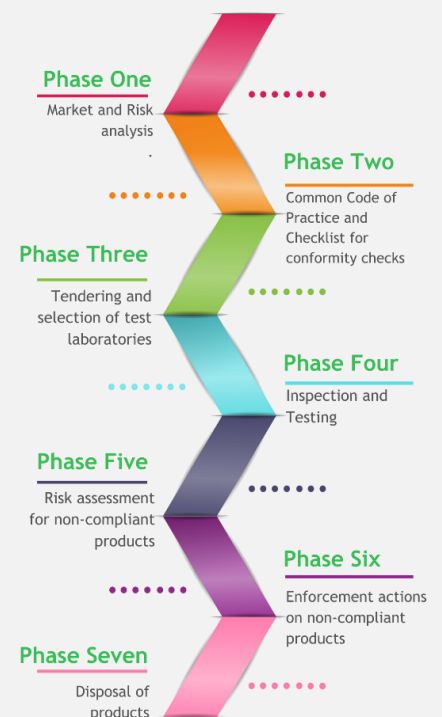 Phase One
Market and Risk
analysis
.
Phase Two
Common Code of
Practice and
Checklist for
conformity checks
Phase Three
Tendering and
selection of test
laboratories
Phase Four
Inspection and
Testing
Phase Five
Risk assessment
for non-compliant
products
Phase Six
Enforcement actions
on non-compliant
products
Phase Seven
Disposal of
products